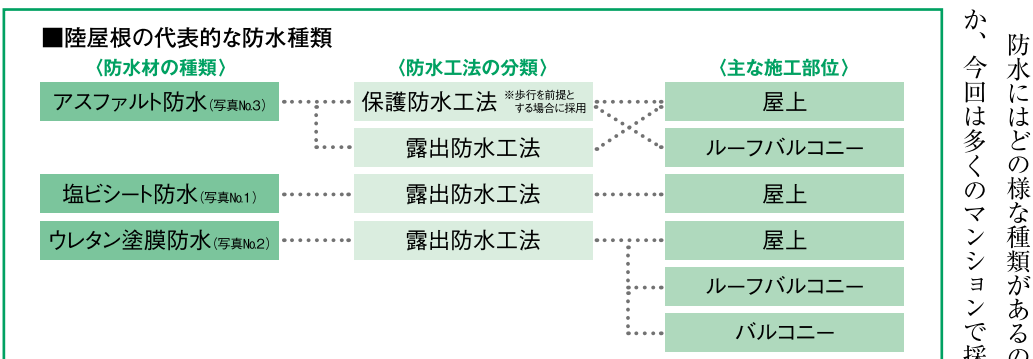 防水にはどの様な種類があるの
か、今回は多くのマンションで採
■陸屋根の代表的な防水種類
〈防水材の種類〉 〈防水工法の分類〉 〈主な施工部位〉
アスファルト防水(写真No.3) 保護防水工法 ※歩行を前提と
する場合に採用 屋上
露出防水工法 ルーフバルコニー
塩ビシート防水(写真No.1) 露出防水工法 屋上
ウレタン塗膜防水(写真No.2) 露出防水工法 屋上
ルーフバルコニー
バルコニー